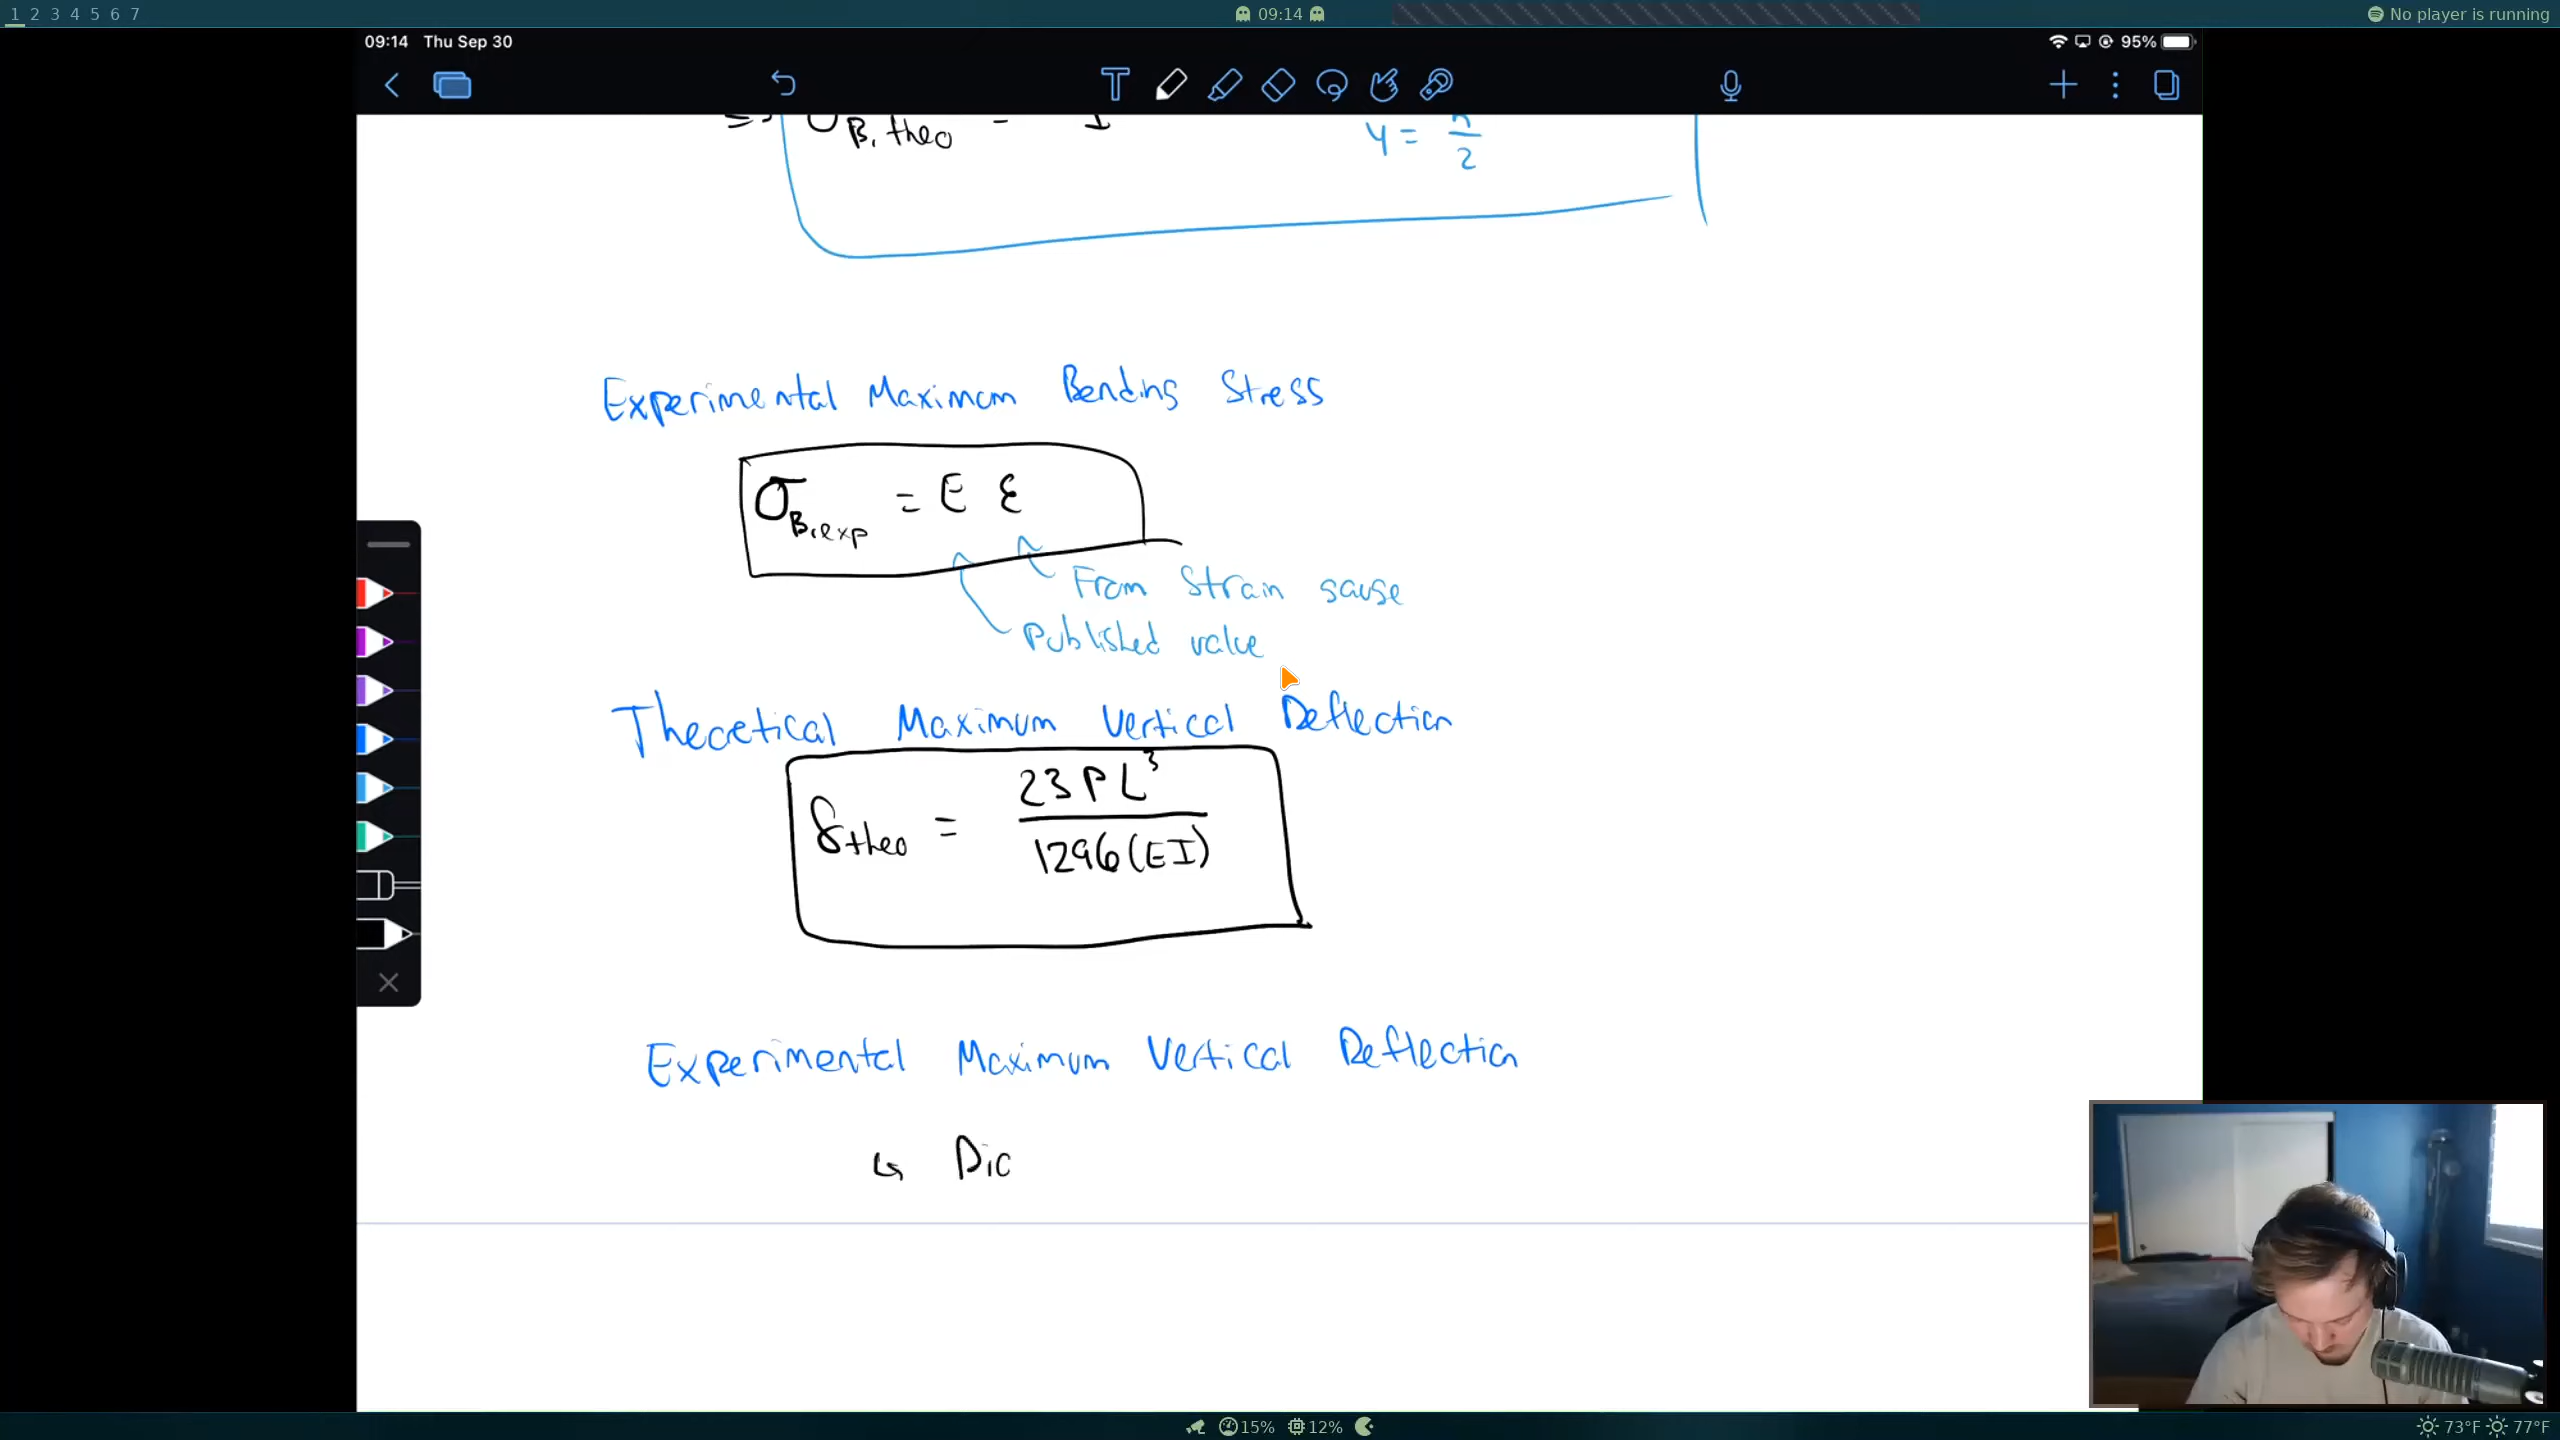 1 2 3 4 5 6 7
09:14
No player is running
09:14 Thu Sep 30
95%
=> σB, theo = I
y = h/2
Experimental Maximum Bending Stress
σB,exp = E ε
From Strain gauge
Published value
Theoretical Maximum Vertical Deflection
δtheo = 23PL³ / 1296(EI)
Experimental Maximum Vertical Deflection
↳ Dic
15% 12%
73°F 77°F